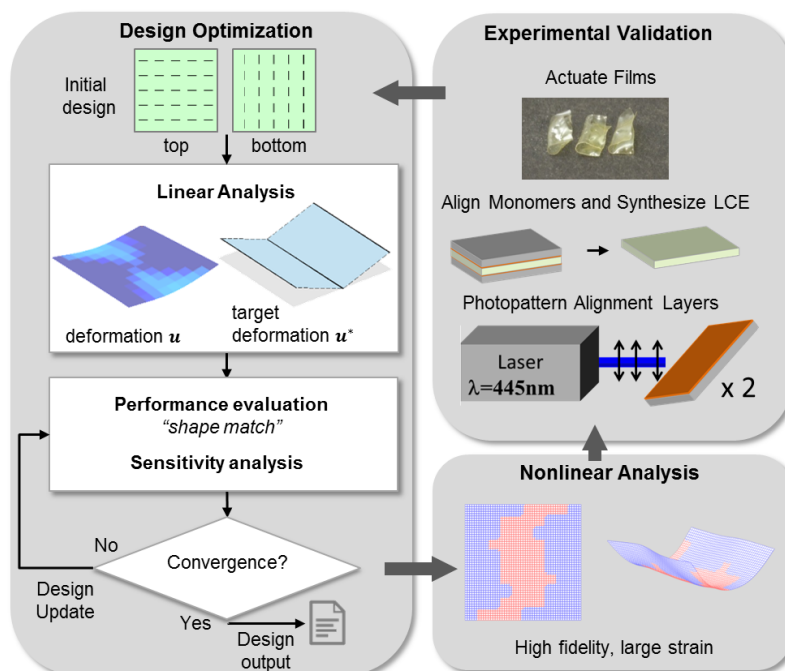 Design Optimization
Initial
design
top
bottom
Linear Analysis
deformation u
target
deformation u*
Performance evaluation
“shape match”
Sensitivity analysis
No
Convergence?
Design
Update
Yes
Design
output
Experimental Validation
Actuate Films
Align Monomers and Synthesize LCE
Photopattern Alignment Layers
Laser
λ=445nm
x 2
Nonlinear Analysis
High fidelity, large strain